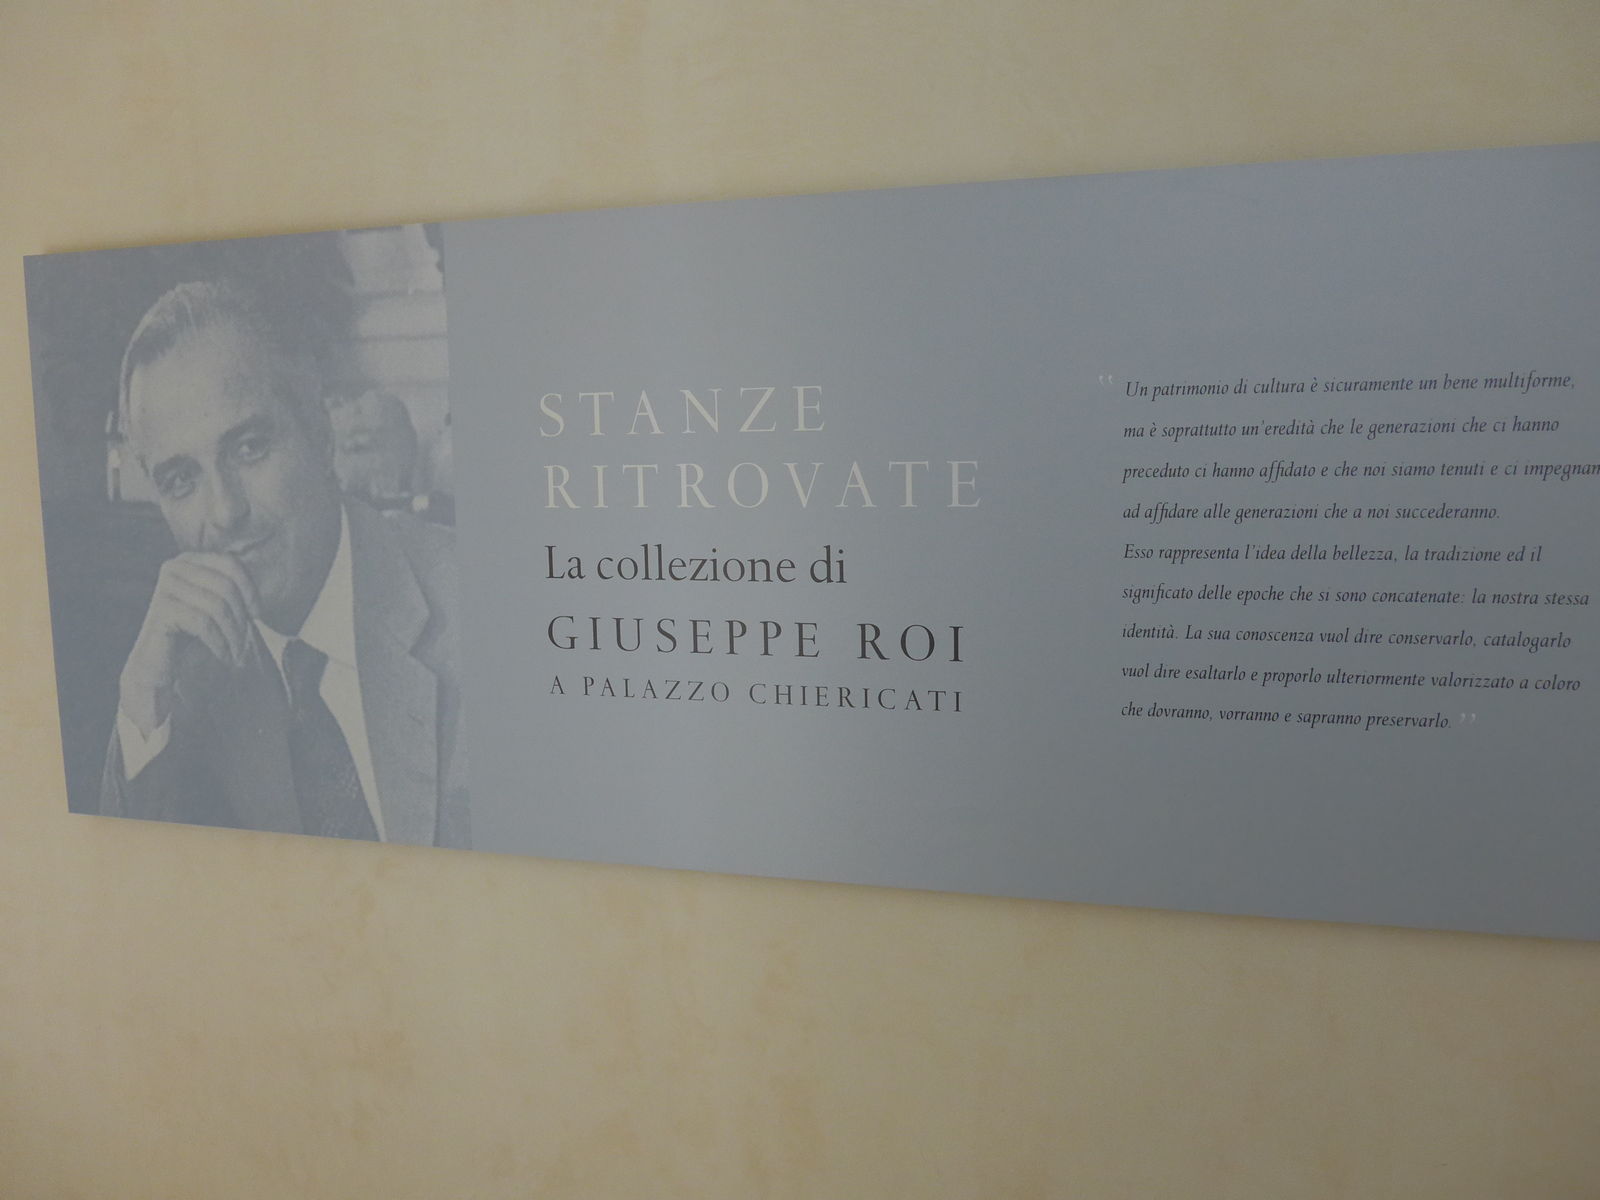 STANZE
RITROVATE
La collezione di
GIUSEPPE ROI
A PALAZZO CHIERICATI
“ Un patrimonio di cultura è sicuramente un bene multiforme,
ma è soprattutto un'eredità che le generazioni che ci hanno
preceduto ci hanno affidato e che noi siamo tenuti e ci
ad affidare alle generazioni che a noi succederanno.
Esso rappresenta l'idea della bellezza, la tradizione ed il
significato delle epoche che si sono concatenate: la nostra stessa
identità. La sua conoscenza vuol dire conservarlo, catalogarlo
vuol dire esaltarlo e proporlo ulteriormente valorizzato a coloro
che dovranno, vorranno e sapranno preservarlo. ”